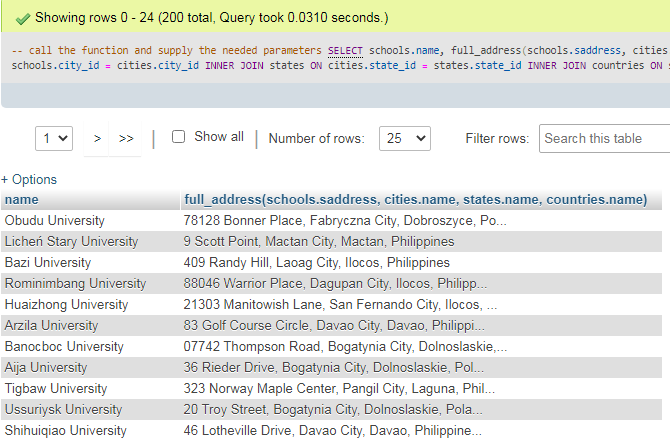 Showing rows 0 - 24 (200 total, Query took 0.0310 seconds.)
-- call the function and supply the needed parameters SELECT schools.name, full_address(schools.saddress, cities
schools.city_id = cities.city_id INNER JOIN states ON cities.state_id = states.state_id INNER JOIN countries ON
1 > >> | Show all | Number of rows: 25 Filter rows: Search this table
+ Options
name full_address(schools.saddress, cities.name, states.name, countries.name)
Obudu University 78128 Bonner Place, Fabryczna City, Dobroszyce, Po...
Licheń Stary University 9 Scott Point, Mactan City, Mactan, Philippines
Bazi University 409 Randy Hill, Laoag City, Ilocos, Philippines
Rominimbang University 88046 Warrior Place, Dagupan City, Ilocos, Philipp...
Huaizhong University 21303 Manitowish Lane, San Fernando City, Ilocos, ...
Arzila University 83 Golf Course Circle, Davao City, Davao, Philippi...
Banocboc University 07742 Thompson Road, Bogatynia City, Dolnoslaskie,...
Aija University 36 Rieder Drive, Bogatynia City, Dolnoslaskie, Pol...
Tigbaw University 323 Norway Maple Center, Pangil City, Laguna, Phil...
Ussuriysk University 20 Troy Street, Bogatynia City, Dolnoslaskie, Pola...
Shihuiqiao University 46 Lotheville Drive, Davao City, Davao, Philippine...